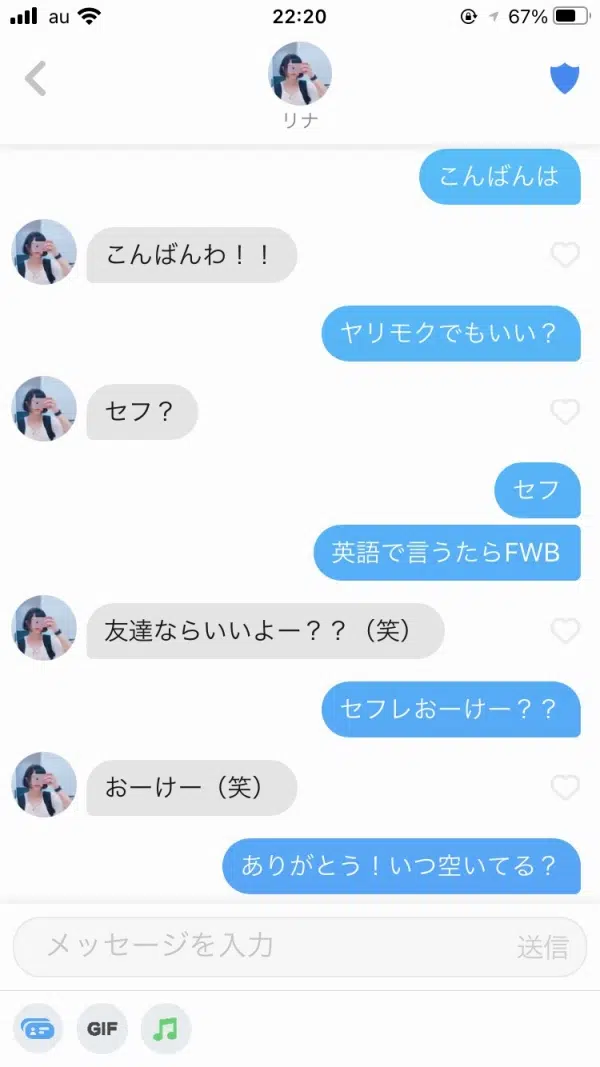 au 22:20 67%
リナ
こんばんは
こんばんわ！！
ヤリモクでもいい？
セフ？
セフ
英語で言うたらFWB
友達ならいいよー？？（笑）
セフレおーけー？？
おーけー（笑）
ありがとう！いつ空いてる？
メッセージを入力 送信
GIF